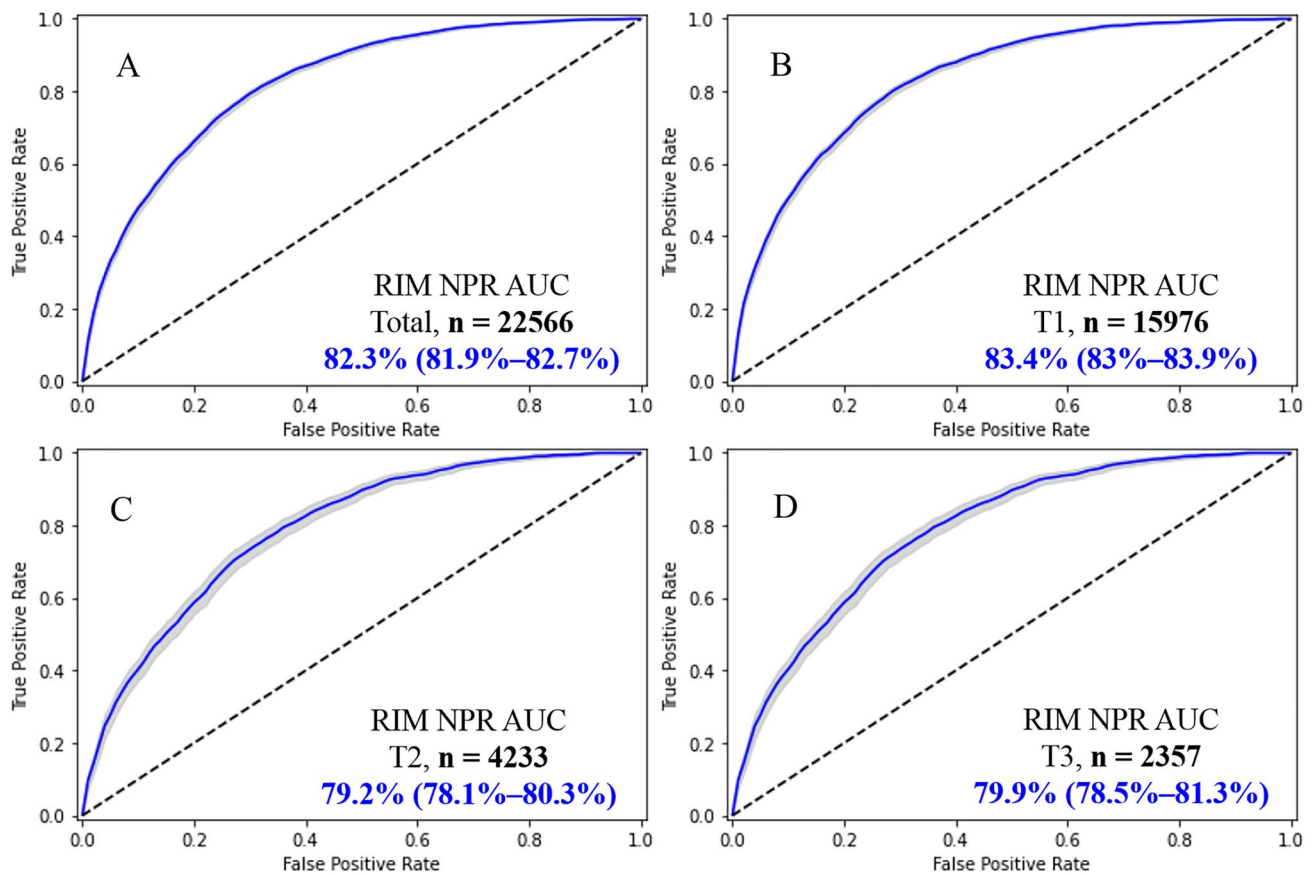 A
1.0
0.8
0.6
0.4
0.2
0.0
True Positive Rate
RIM NPR AUC
Total, n = 22566
82.3% (81.9%–82.7%)
0.0 0.2 0.4 0.6 0.8 1.0
False Positive Rate
B
1.0
0.8
0.6
0.4
0.2
0.0
True Positive Rate
RIM NPR AUC
T1, n = 15976
83.4% (83%–83.9%)
0.0 0.2 0.4 0.6 0.8 1.0
False Positive Rate
C
1.0
0.8
0.6
0.4
0.2
0.0
True Positive Rate
RIM NPR AUC
T2, n = 4233
79.2% (78.1%–80.3%)
0.0 0.2 0.4 0.6 0.8 1.0
False Positive Rate
D
1.0
0.8
0.6
0.4
0.2
0.0
True Positive Rate
RIM NPR AUC
T3, n = 2357
79.9% (78.5%–81.3%)
0.0 0.2 0.4 0.6 0.8 1.0
False Positive Rate